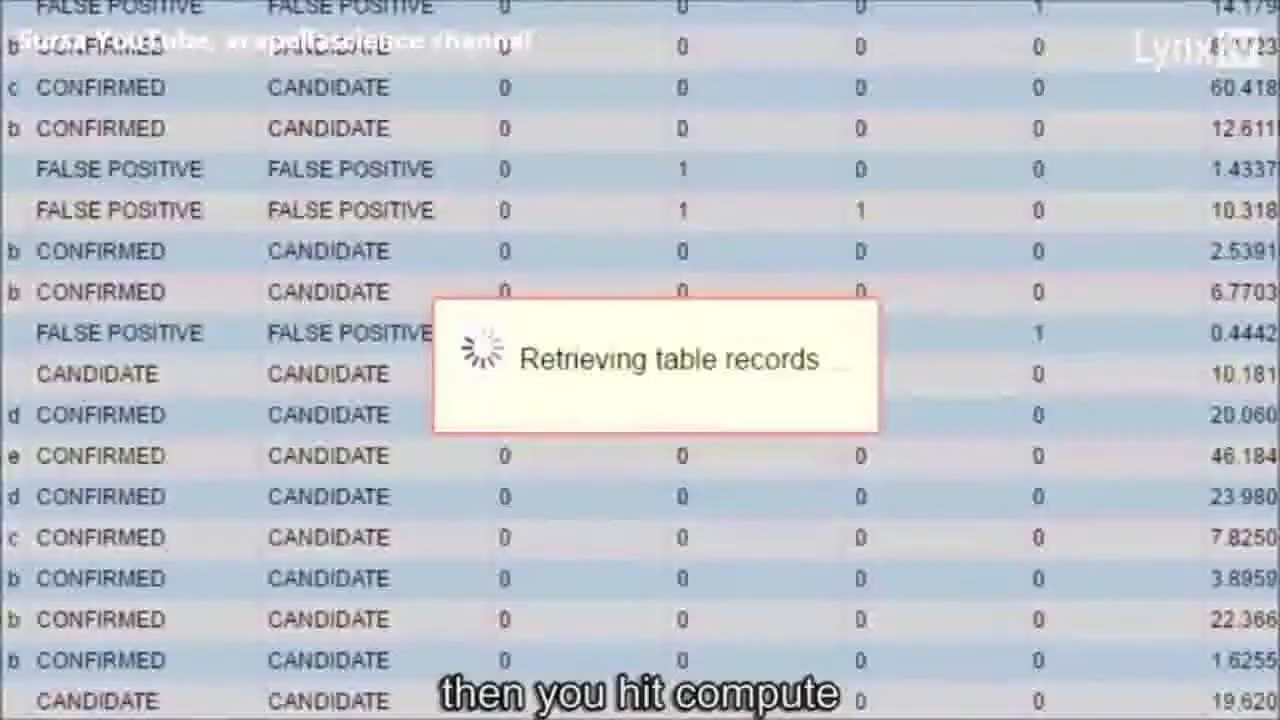 FALSE POSITIVE FALSE POSITIVE 0 0 0 1 14.179
Sursa YouTube, acapellascience channel
Lynx
b CONFIRMED CANDIDATE 0 0 0 0
c CONFIRMED CANDIDATE 0 0 0 0 60.418
b CONFIRMED CANDIDATE 0 0 0 0 12.611
FALSE POSITIVE FALSE POSITIVE 0 1 0 0 1.4337
FALSE POSITIVE FALSE POSITIVE 0 1 1 0 10.318
b CONFIRMED CANDIDATE 0 0 0 0 2.5391
b CONFIRMED CANDIDATE 0 0 0 0 6.7703
FALSE POSITIVE FALSE POSITIVE 1 0.4442
Retrieving table records
CANDIDATE CANDIDATE 0 10.181
d CONFIRMED CANDIDATE 0 20.060
e CONFIRMED CANDIDATE 0 0 0 0 46.184
d CONFIRMED CANDIDATE 0 0 0 0 23.980
c CONFIRMED CANDIDATE 0 0 0 0 7.8250
b CONFIRMED CANDIDATE 0 0 0 0 3.8959
b CONFIRMED CANDIDATE 0 0 0 0 22.366
b CONFIRMED CANDIDATE 0 0 0 0 1.6255
CANDIDATE CANDIDATE 0 0 19.620
then you hit compute